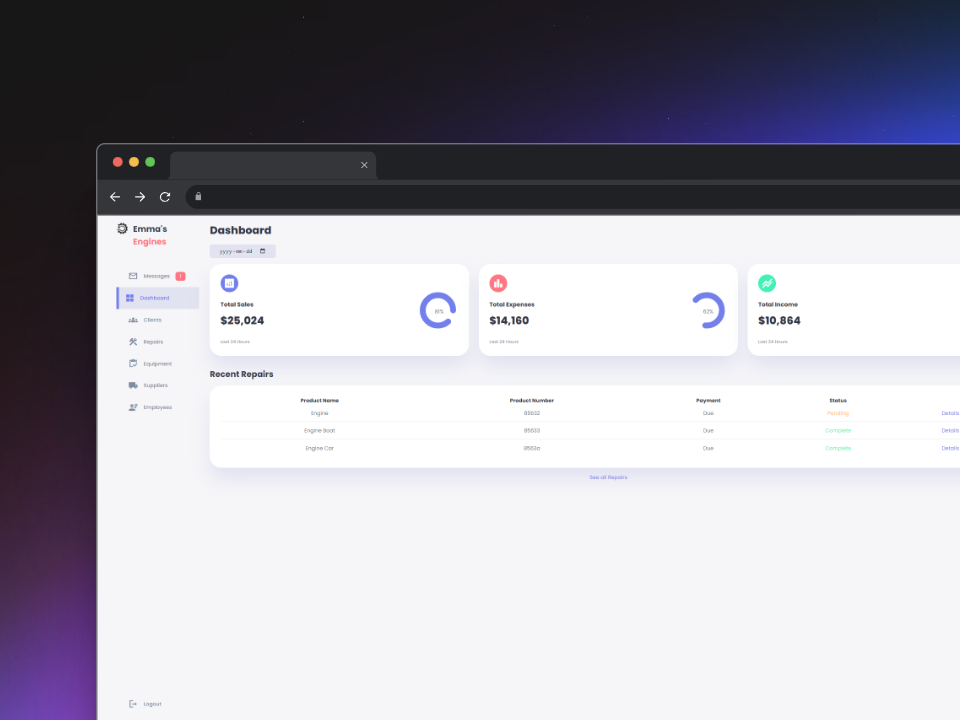 Emma's
Engines
Messages 1
Dashboard
Clients
Repairs
Equipment
Suppliers
Employees
Logout
Dashboard
yyyy-mm-dd
Total Sales
$25,024
81%
Last 24 Hours
Total Expenses
$14,160
62%
Last 24 Hours
Total Income
$10,864
Last 24 Hours
Recent Repairs
Product Name Product Number Payment Status
Engine 85632 Due Pending Details
Engine Boat 85633 Due Complete Details
Engine Car Due Complete Details
See all Repairs